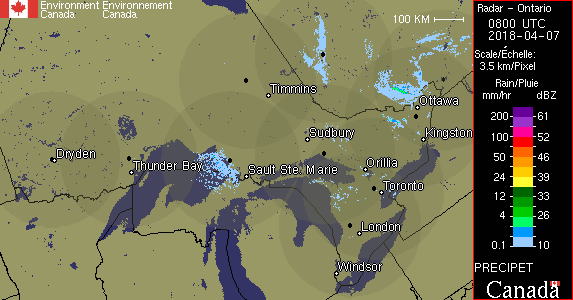 Environment Environnement
Canada Canada
100 KM
Radar - Ontario
0800 UTC
2018-04-07
Scale/Échelle:
3.5 km/Pixel
Rain/Pluie
mm/hr dBZ
200 61
100 52
50 46
24 39
12 33
4 26
0.1 10
PRECIPET
Canada
Timmins
Ottawa
Sudbury
Kingston
Dryden
Thunder Bay
Sault Ste. Marie
Orillia
Toronto
London
Windsor